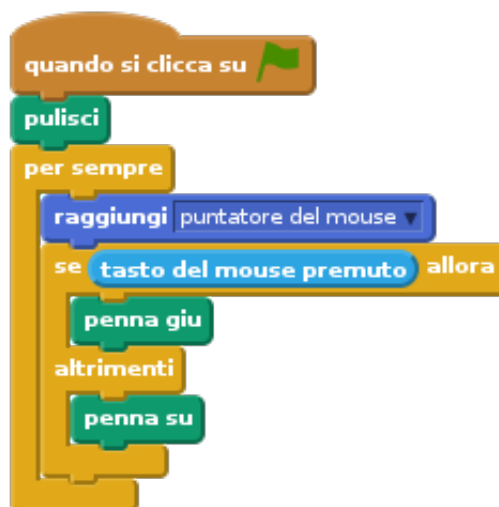 quando si clicca su
pulisci
per sempre
raggiungi puntatore del mouse
se tasto del mouse premuto allora
penna giu
altrimenti
penna su